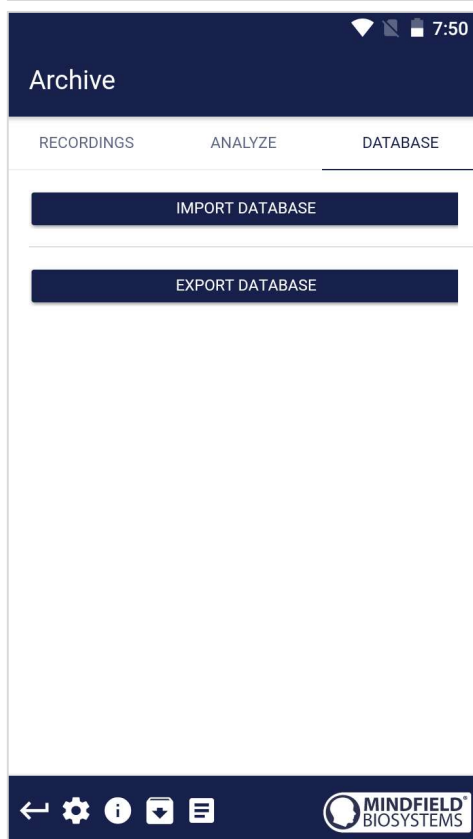 7:50
Archive
RECORDINGS ANALYZE DATABASE
IMPORT DATABASE
EXPORT DATABASE
MINDFIELD®
BIOSYSTEMS